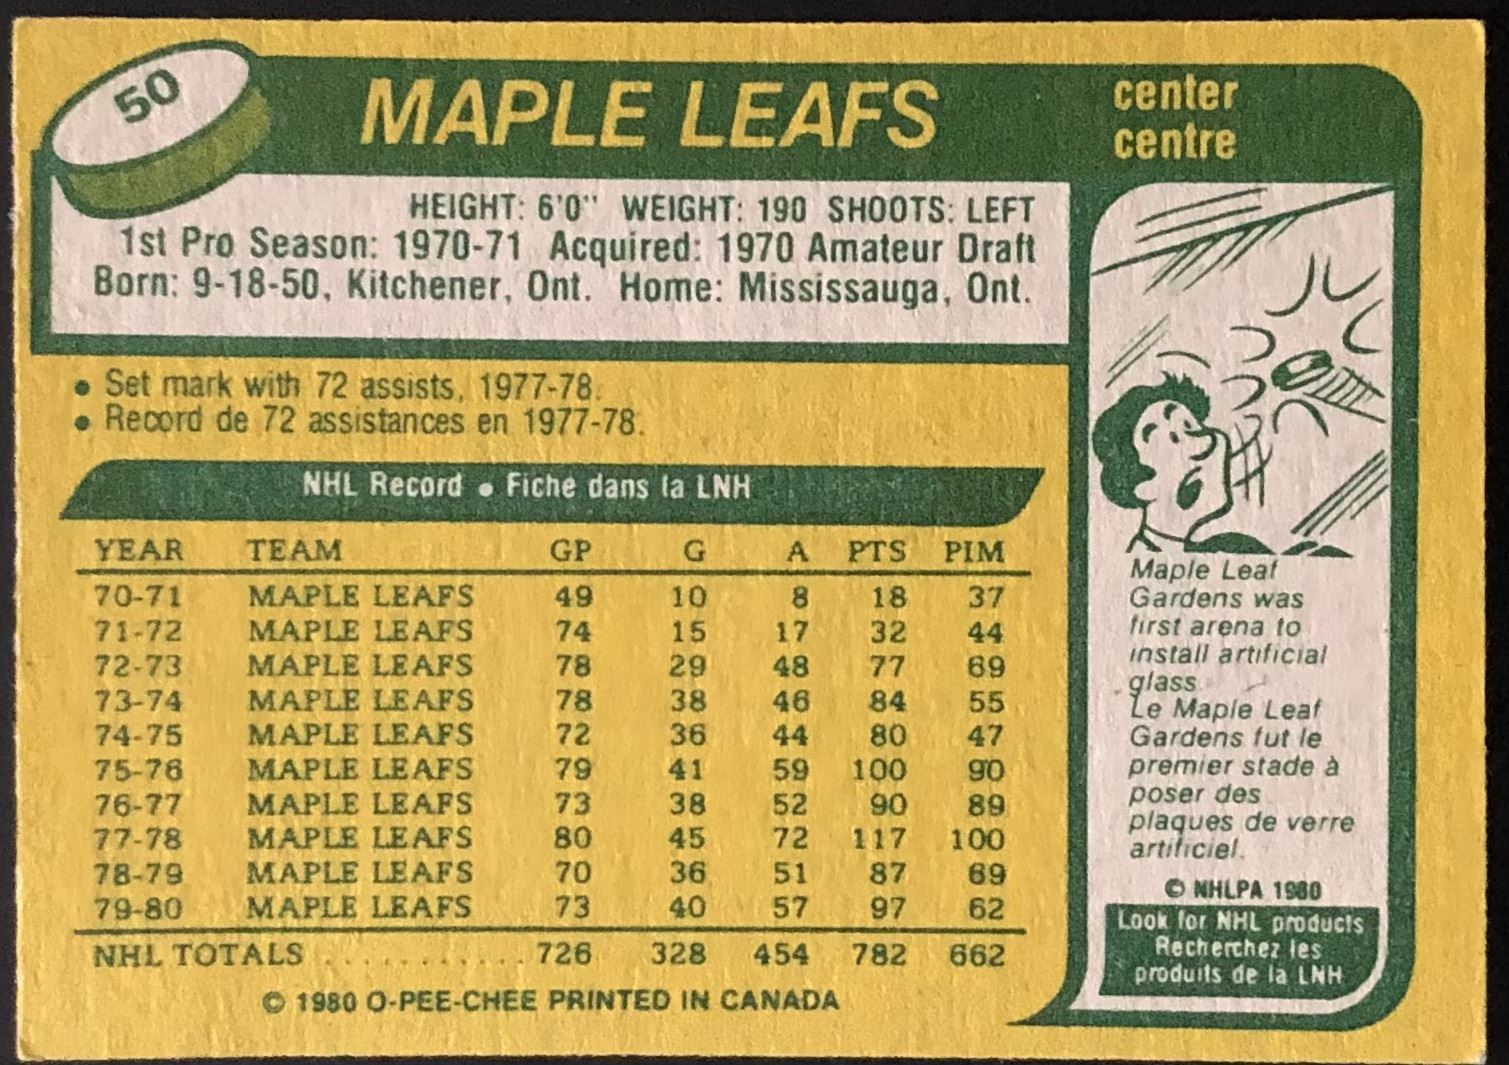 50
MAPLE LEAFS
center
centre
HEIGHT: 6'0" WEIGHT: 190 SHOOTS: LEFT
1st Pro Season: 1970-71 Acquired: 1970 Amateur Draft
Born: 9-18-50, Kitchener, Ont. Home: Mississauga, Ont.
• Set mark with 72 assists, 1977-78.
• Record de 72 assistances en 1977-78.
NHL Record • Fiche dans la LNH
YEAR TEAM GP G A PTS PIM
70-71 MAPLE LEAFS 49 10 8 18 37
71-72 MAPLE LEAFS 74 15 17 32 44
72-73 MAPLE LEAFS 78 29 48 77 69
73-74 MAPLE LEAFS 78 38 46 84 55
74-75 MAPLE LEAFS 72 36 44 80 47
75-76 MAPLE LEAFS 79 41 59 100 90
76-77 MAPLE LEAFS 73 38 52 90 89
77-78 MAPLE LEAFS 80 45 72 117 100
78-79 MAPLE LEAFS 70 36 51 87 69
79-80 MAPLE LEAFS 73 40 57 97 62
NHL TOTALS ............ 726 328 454 782 662
© 1980 O-PEE-CHEE PRINTED IN CANADA
Maple Leaf
Gardens was
first arena to
install artificial
glass.
Le Maple Leaf
Gardens fut le
premier stade à
poser des
plaques de verre
artificiel.
© NHLPA 1980
Look for NHL products
Recherchez les
produits de la LNH